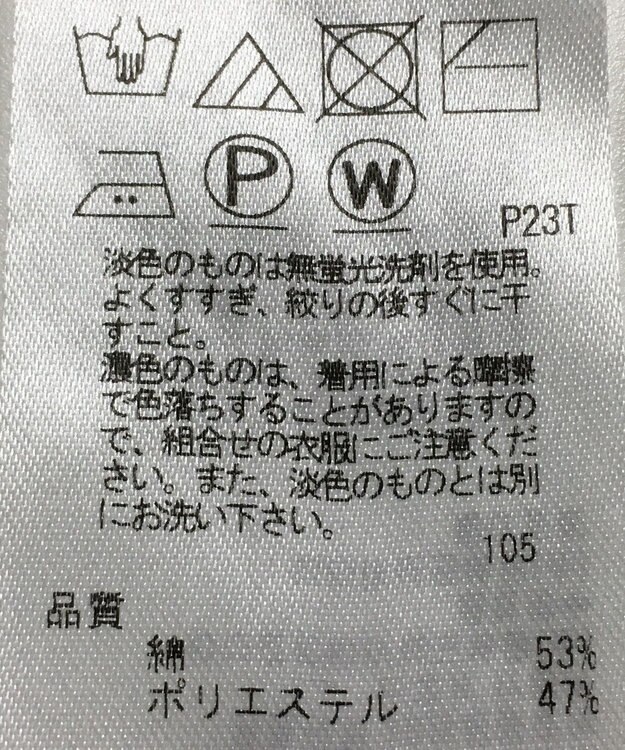 P W
P23T
淡色のものは無蛍光洗剤を使用。
よくすすぎ、絞りの後すぐに干
すこと。
濃色のものは、着用による摩擦
で色落ちすることがありますの
で、組合せの衣服にご注意くだ
さい。また、淡色のものとは別
にお洗い下さい。
105
品質
綿 53%
ポリエステル 47%